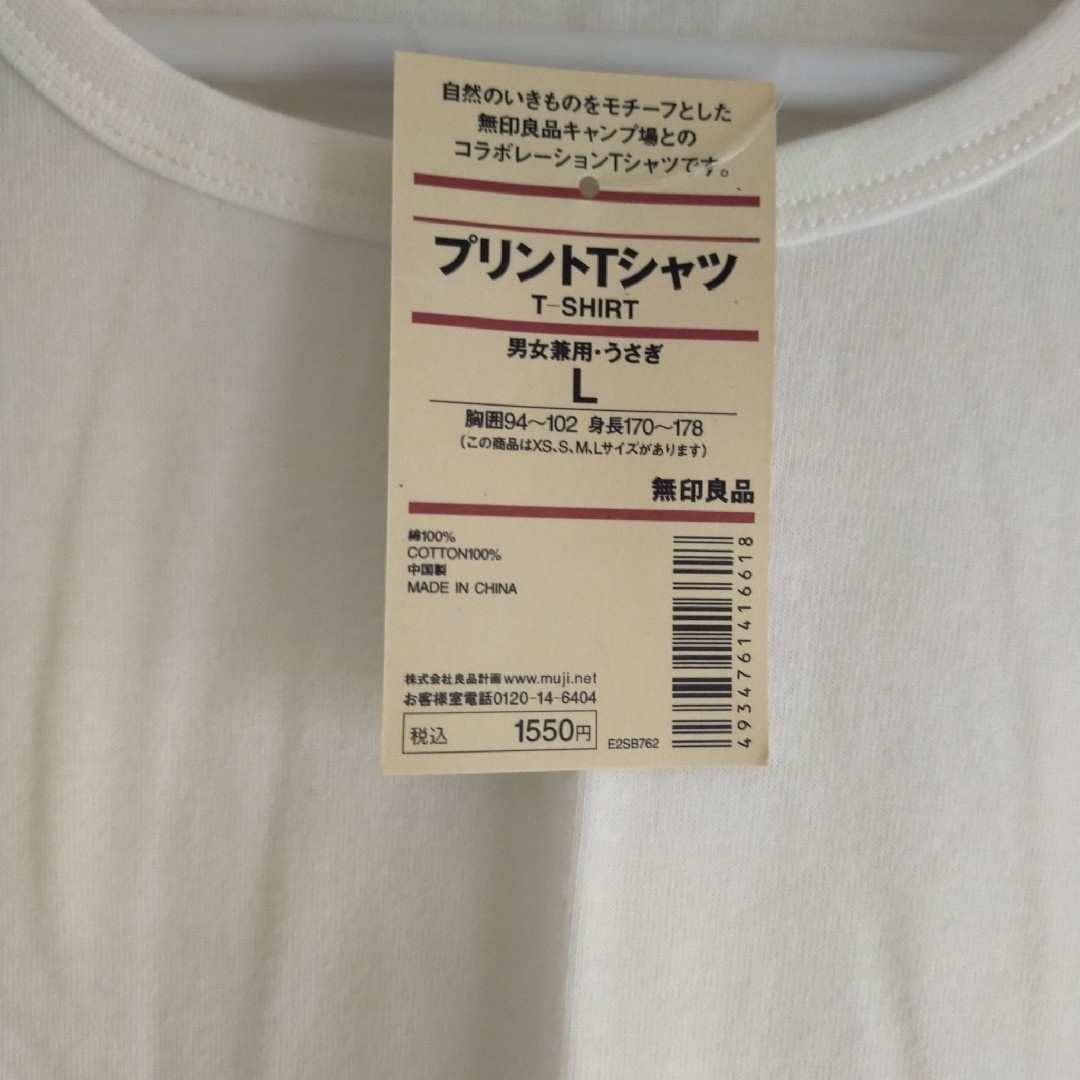 自然のいきものをモチーフとした
無印良品キャンプ場との
コラボレーションTシャツです。
プリントTシャツ
T-SHIRT
男女兼用・うさぎ
L
胸囲94〜102 身長170〜178
(この商品はXS、S、M、Lサイズがあります)
無印良品
綿100%
COTTON100%
中国製
MADE IN CHINA
株式会社良品計画 www.muji.net
お客様室電話0120-14-6404
税込 1550円
E2SB762
4934761416618